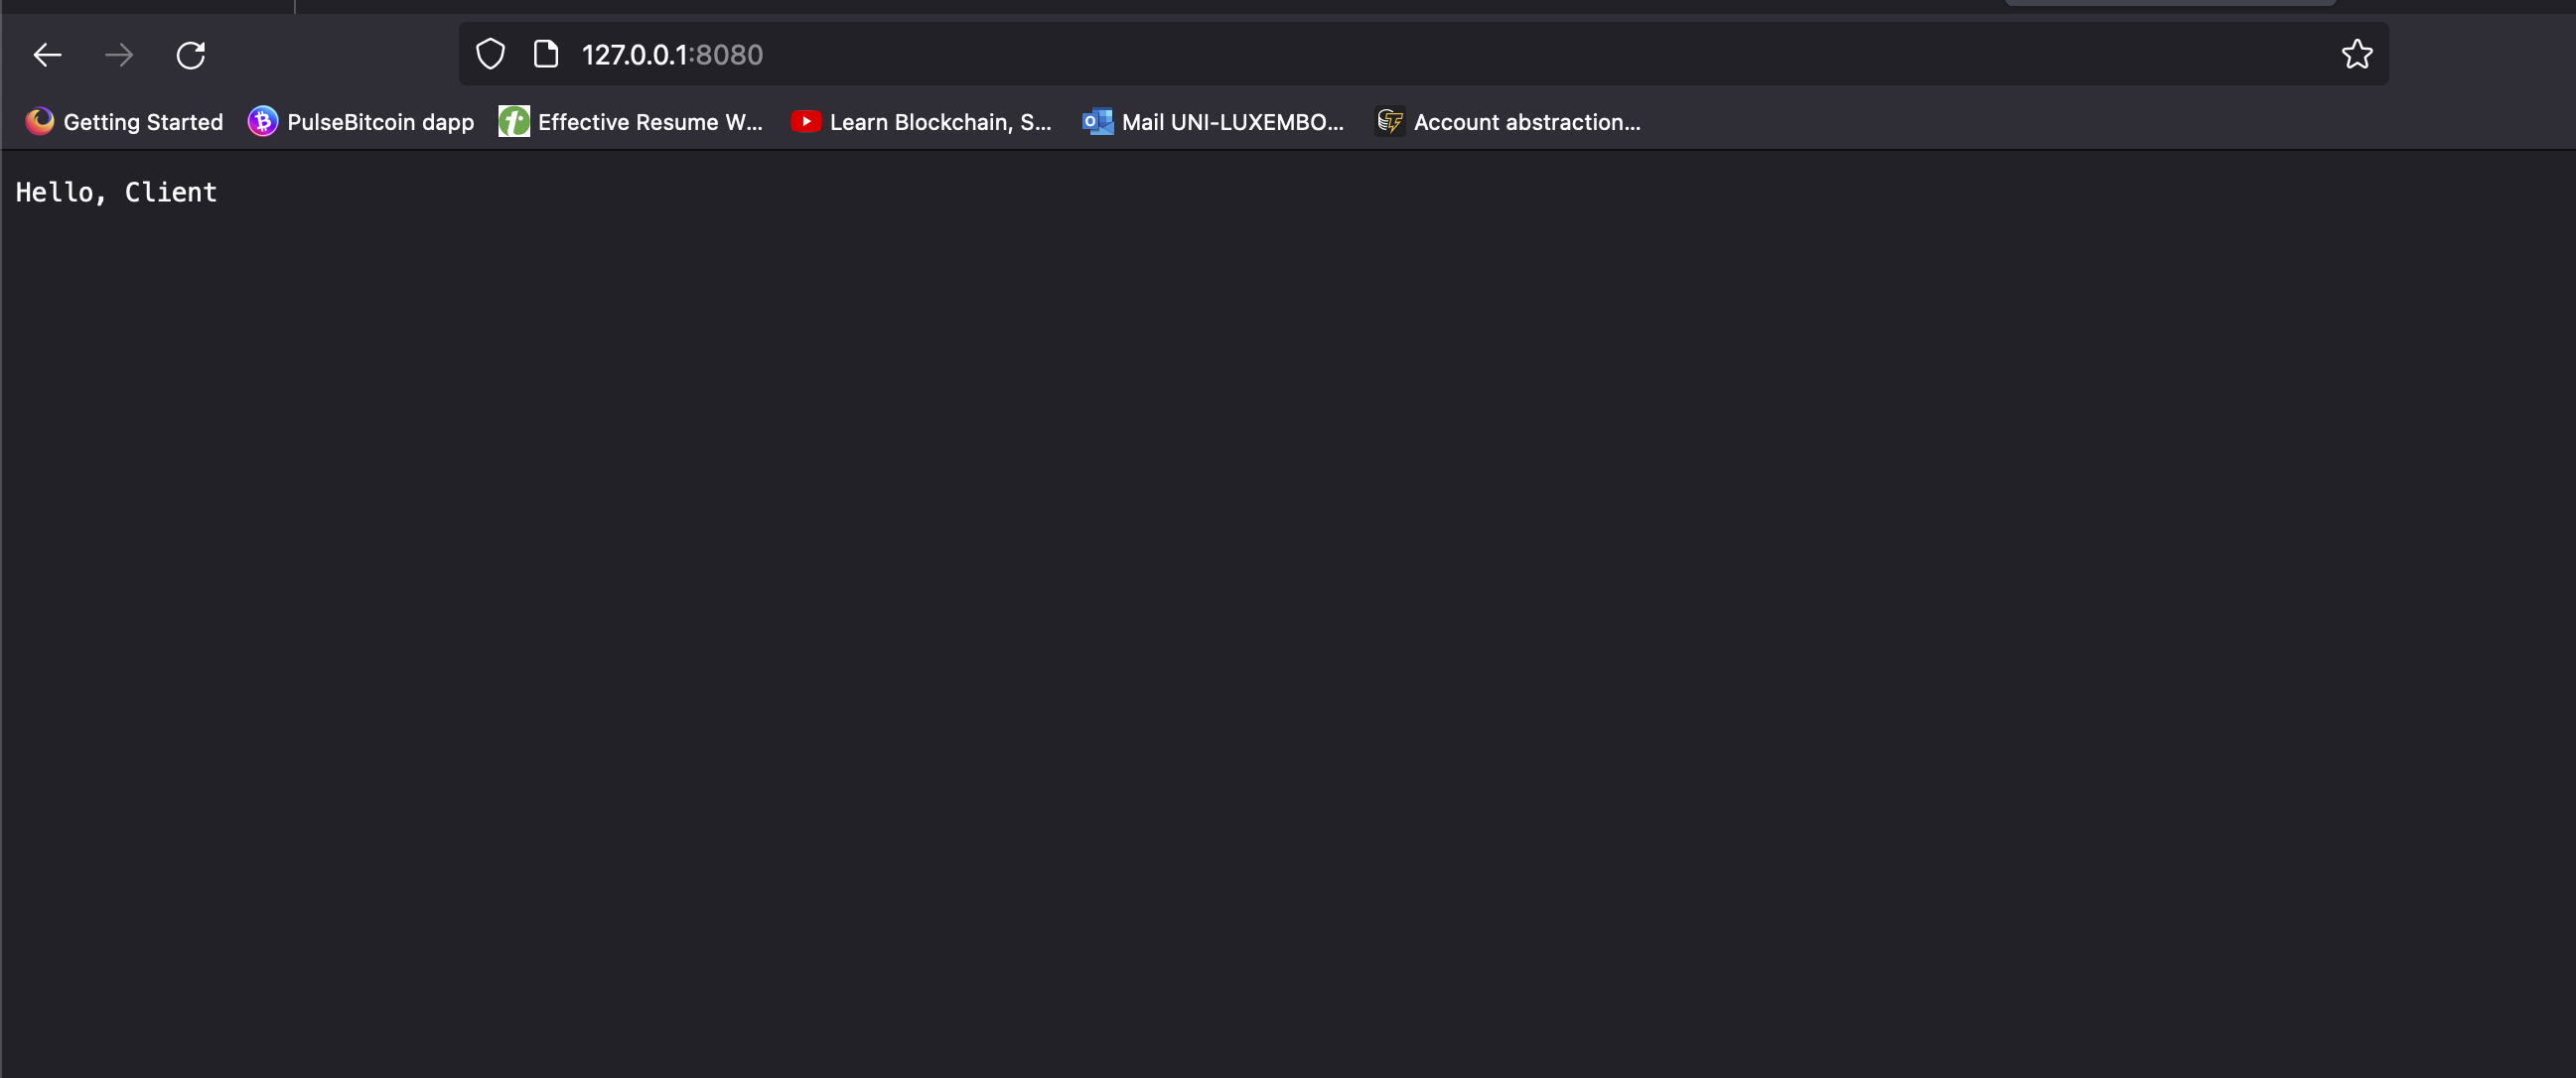 127.0.0.1:8080
Getting Started PulseBitcoin dapp Effective Resume W... Learn Blockchain, S... Mail UNI-LUXEMBO... Account abstraction...
Hello, Client